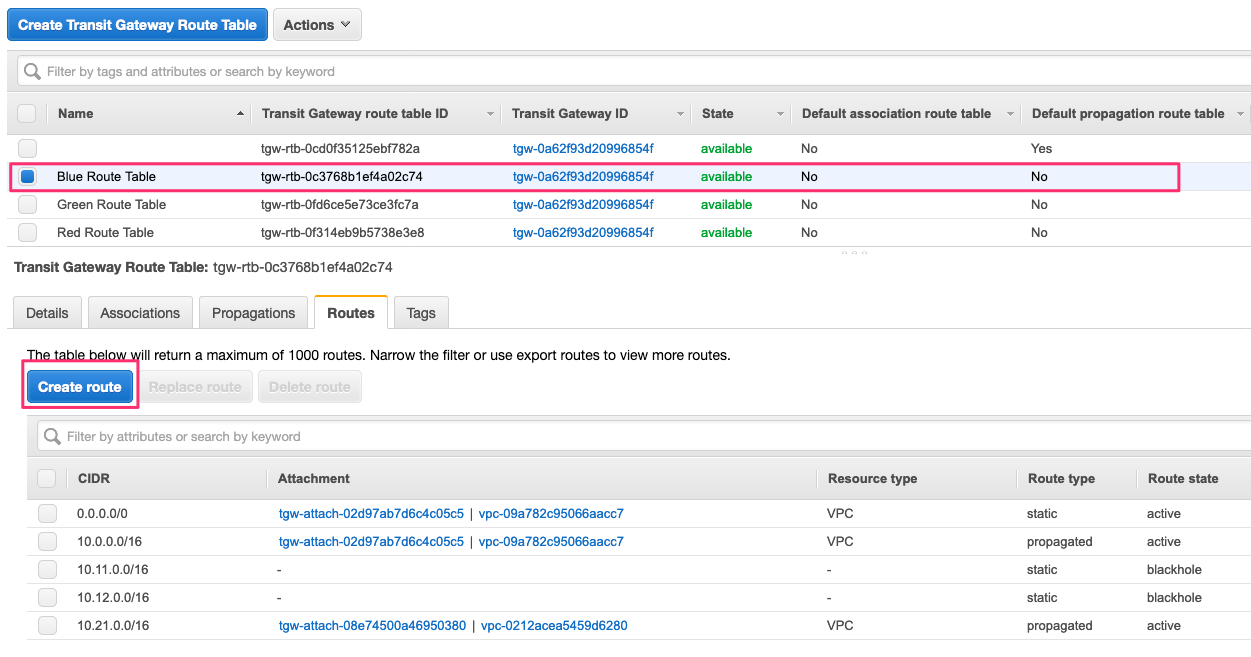 Create Transit Gateway Route Table Actions
Filter by tags and attributes or search by keyword
Name Transit Gateway route table ID Transit Gateway ID State Default association route table Default propagation route table
tgw-rtb-0cd0f35125ebf782a tgw-0a62f93d20996854f available No Yes
Blue Route Table tgw-rtb-0c3768b1ef4a02c74 tgw-0a62f93d20996854f available No No
Green Route Table tgw-rtb-0fd6ce5e73ce3fc7a tgw-0a62f93d20996854f available No No
Red Route Table tgw-rtb-0f314eb9b5738e3e8 tgw-0a62f93d20996854f available No No
Transit Gateway Route Table: tgw-rtb-0c3768b1ef4a02c74
Details Associations Propagations Routes Tags
The table below will return a maximum of 1000 routes. Narrow the filter or use export routes to view more routes.
Create route Replace route Delete route
Filter by attributes or search by keyword
CIDR Attachment Resource type Route type Route state
0.0.0.0/0 tgw-attach-02d97ab7d6c4c05c5 | vpc-09a782c95066aacc7 VPC static active
10.0.0.0/16 tgw-attach-02d97ab7d6c4c05c5 | vpc-09a782c95066aacc7 VPC propagated active
10.11.0.0/16 - - static blackhole
10.12.0.0/16 - - static blackhole
10.21.0.0/16 tgw-attach-08e74500a46950380 | vpc-0212acea5459d6280 VPC propagated active